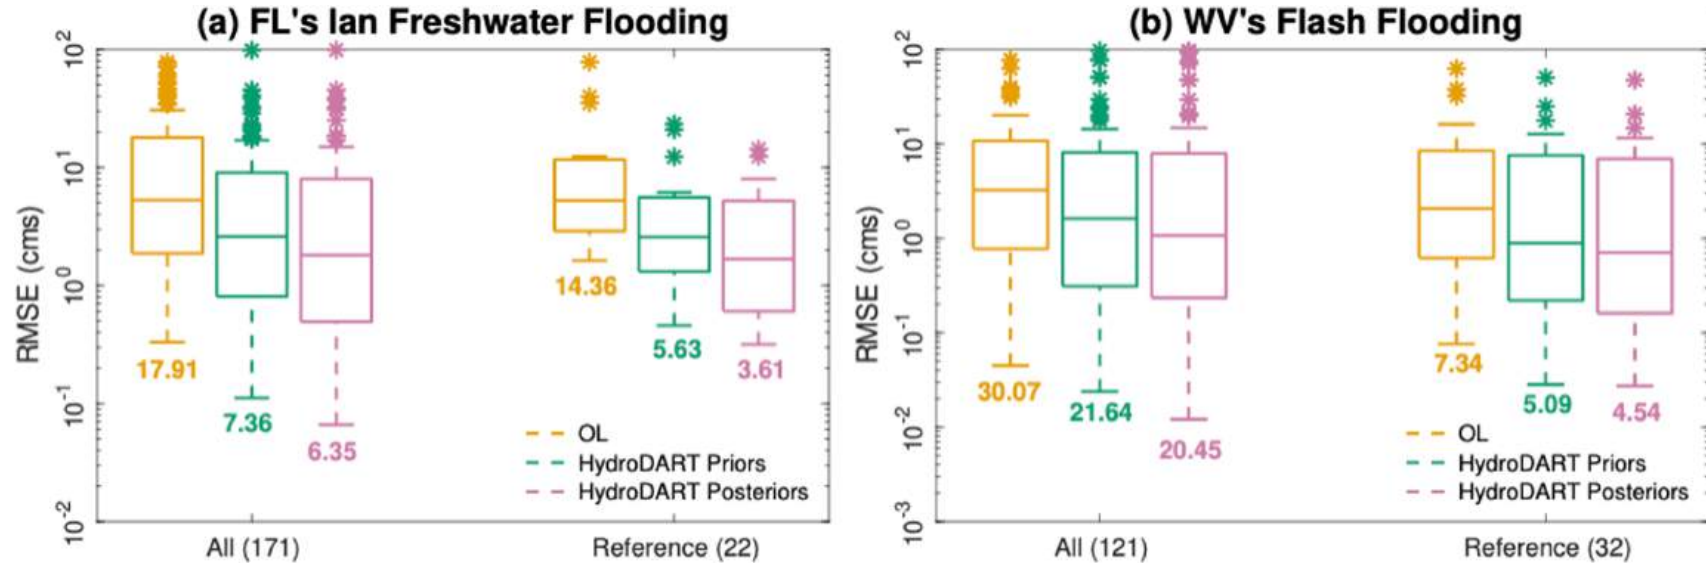 (a) FL's Ian Freshwater Flooding
RMSE (cms)
10^2
10^1
10^0
10^-1
10^-2
17.91
7.36
6.35
14.36
5.63
3.61
OL
HydroDART Priors
HydroDART Posteriors
All (171)
Reference (22)
(b) WV's Flash Flooding
RMSE (cms)
10^2
10^1
10^0
10^-1
10^-2
10^-3
30.07
21.64
20.45
7.34
5.09
4.54
OL
HydroDART Priors
HydroDART Posteriors
All (121)
Reference (32)